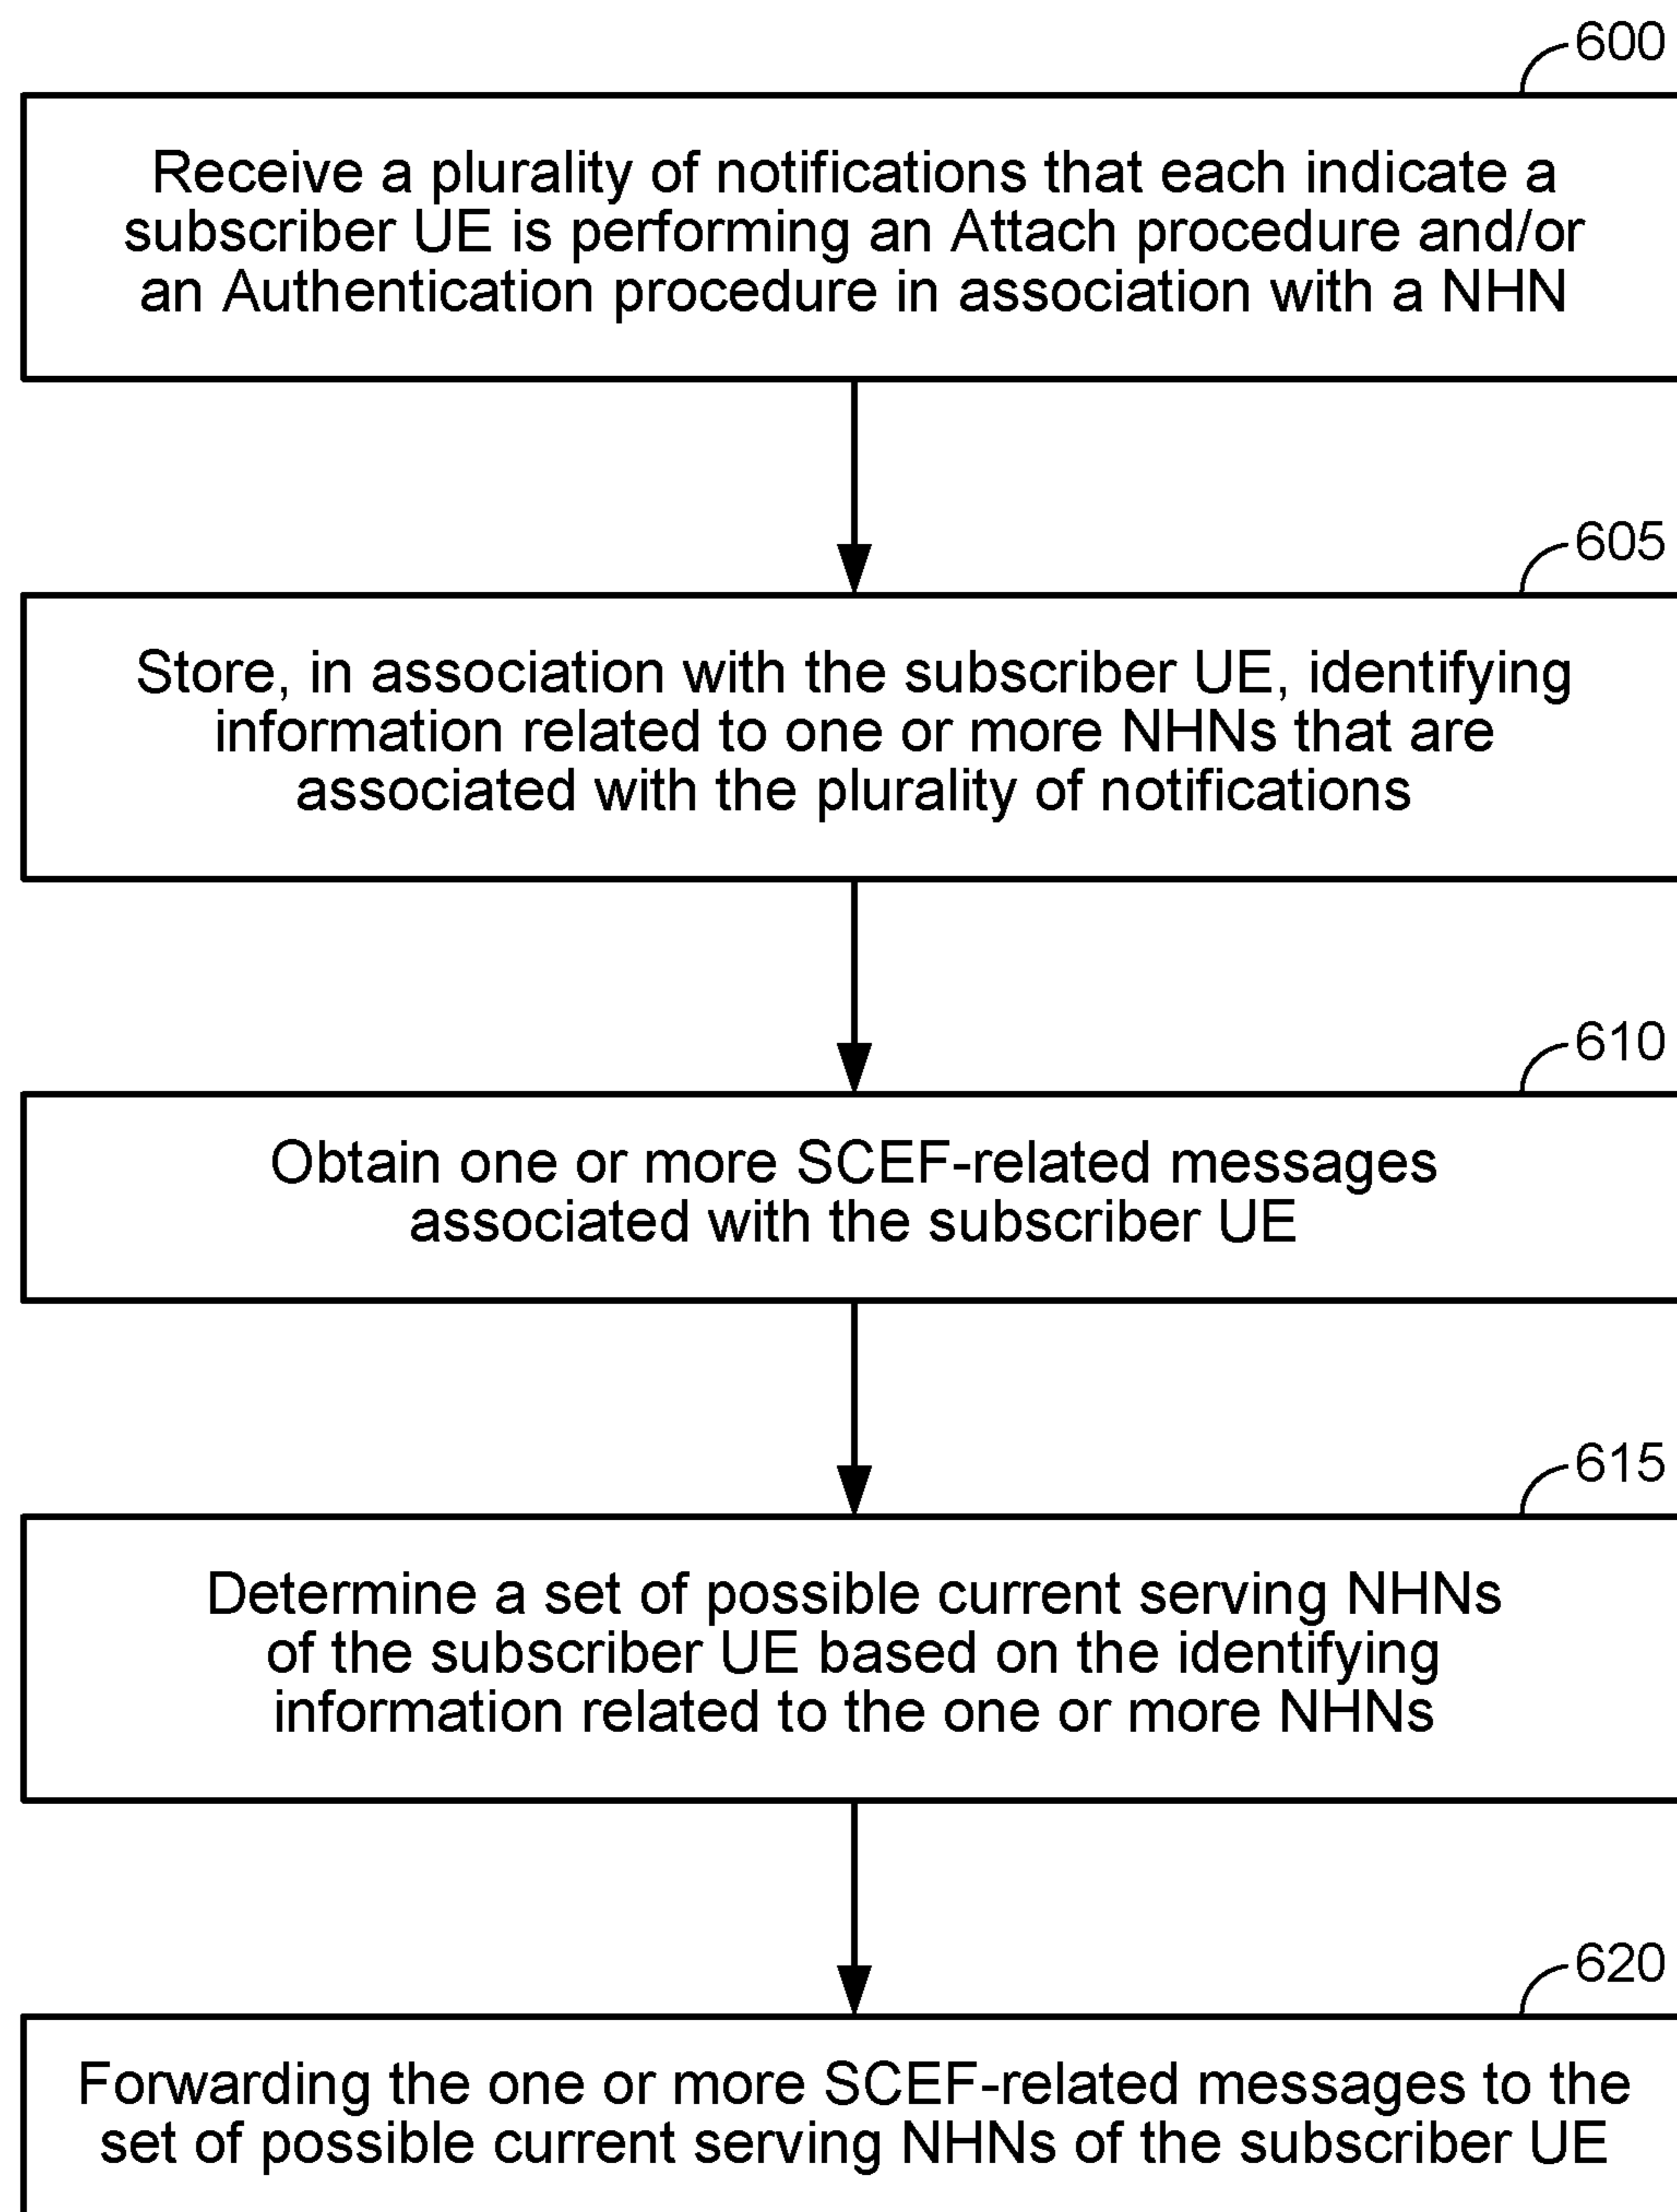 600
Receive a plurality of notifications that each indicate a
subscriber UE is performing an Attach procedure and/or
an Authentication procedure in association with a NHN
605
Store, in association with the subscriber UE, identifying
information related to one or more NHNs that are
associated with the plurality of notifications
610
Obtain one or more SCEF-related messages
associated with the subscriber UE
615
Determine a set of possible current serving NHNs
of the subscriber UE based on the identifying
information related to the one or more NHNs
620
Forwarding the one or more SCEF-related messages to the
set of possible current serving NHNs of the subscriber UE